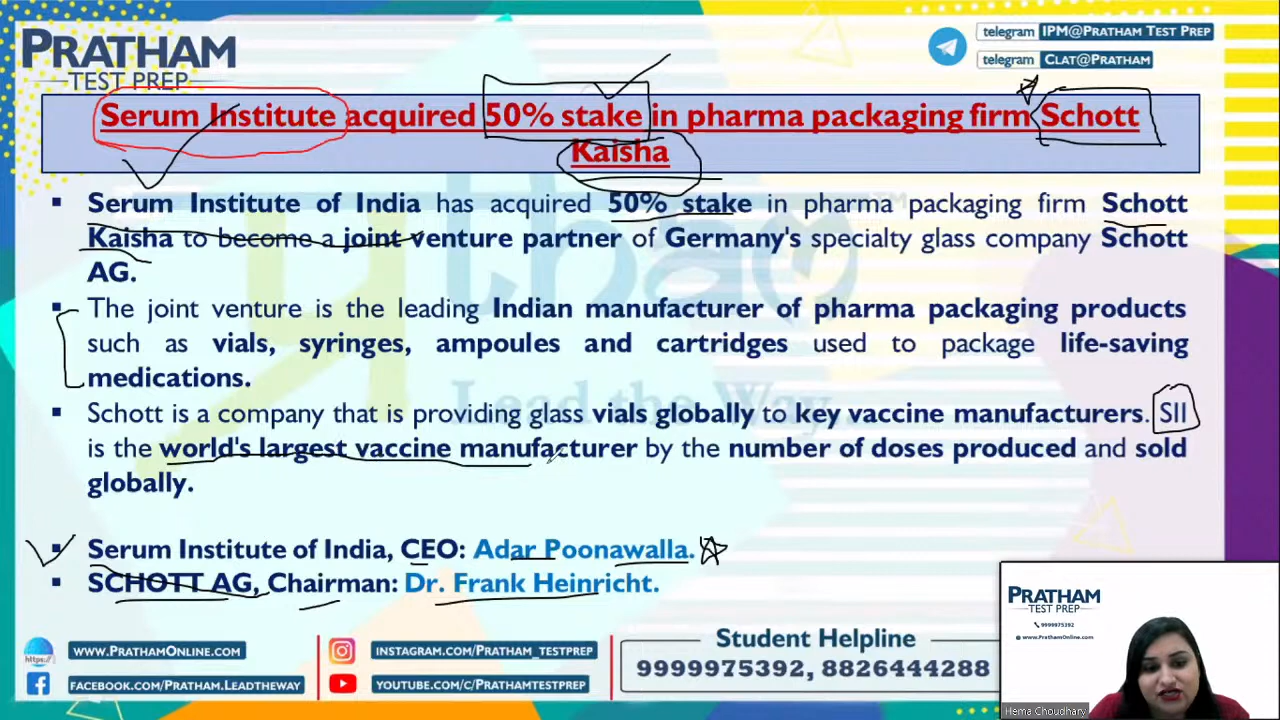 PRATHAM
TEST PREP
telegram IPM@PRATHAM TEST PREP
telegram CLAT@PRATHAM
Serum Institute acquired 50% stake in pharma packaging firm Schott
Kaisha
▪ Serum Institute of India has acquired 50% stake in pharma packaging firm Schott
Kaisha to become a joint venture partner of Germany's specialty glass company Schott
AG.
▪ The joint venture is the leading Indian manufacturer of pharma packaging products
such as vials, syringes, ampoules and cartridges used to package life-saving
medications.
▪ Schott is a company that is providing glass vials globally to key vaccine manufacturers. SII
is the world's largest vaccine manufacturer by the number of doses produced and sold
globally.
▪ Serum Institute of India, CEO: Adar Poonawalla.
▪ SCHOTT AG, Chairman: Dr. Frank Heinricht.
Lead the Way
https://
WWW.PRATHAMONLINE.COM
FACEBOOK.COM/PRATHAM.LEADTHEWAY
INSTAGRAM.COM/PRATHAM_TESTPREP
YOUTUBE.COM/C/PRATHAMTESTPREP
Student Helpline
9999975392, 8826444288
PRATHAM
TEST PREP
9999975392
www.PrathamOnline.com
Hema Choudhary